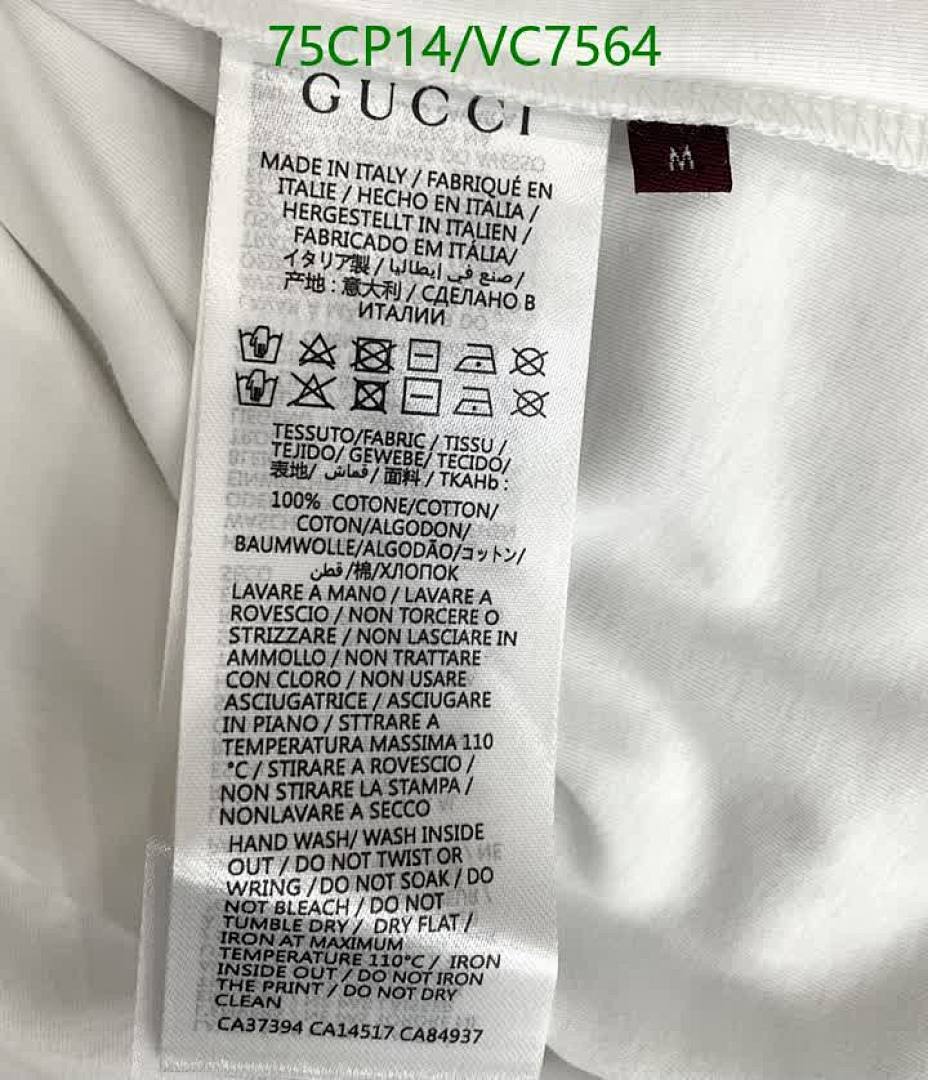 75CP14/VC7564
GUCCI
M
MADE IN ITALY / FABRIQUÉ EN
ITALIE / HECHO EN ITALIA /
HERGESTELLT IN ITALIEN /
FABRICADO EM ITÁLIA/
イタリア製 / صنع في إيطاليا /
产地 : 意大利 / СДЕЛАНО В
ИТАЛИИ
TESSUTO/FABRIC / TISSU /
TEJIDO/ GEWEBE/ TECIDO/
表地/ قماش / 面料 / TKAHb :
100% COTONE/COTTON/
COTON/ALGODON/
BAUMWOLLE/ALGODÃO/コットン/
قطن /棉/ХЛОПОК
LAVARE A MANO / LAVARE A
ROVESCIO / NON TORCERE O
STRIZZARE / NON LASCIARE IN
AMMOLLO / NON TRATTARE
CON CLORO / NON USARE
ASCIUGATRICE / ASCIUGARE
IN PIANO / STTRARE A
TEMPERATURA MASSIMA 110
°C / STIRARE A ROVESCIO /
NON STIRARE LA STAMPA /
NONLAVARE A SECCO
HAND WASH/ WASH INSIDE
OUT / DO NOT TWIST OR
WRING / DO NOT SOAK / DO
NOT BLEACH / DO NOT
TUMBLE DRY / DRY FLAT /
IRON AT MAXIMUM
TEMPERATURE 110°C / IRON
INSIDE OUT / DO NOT IRON
THE PRINT / DO NOT DRY
CLEAN
CA37394 CA14517 CA84937